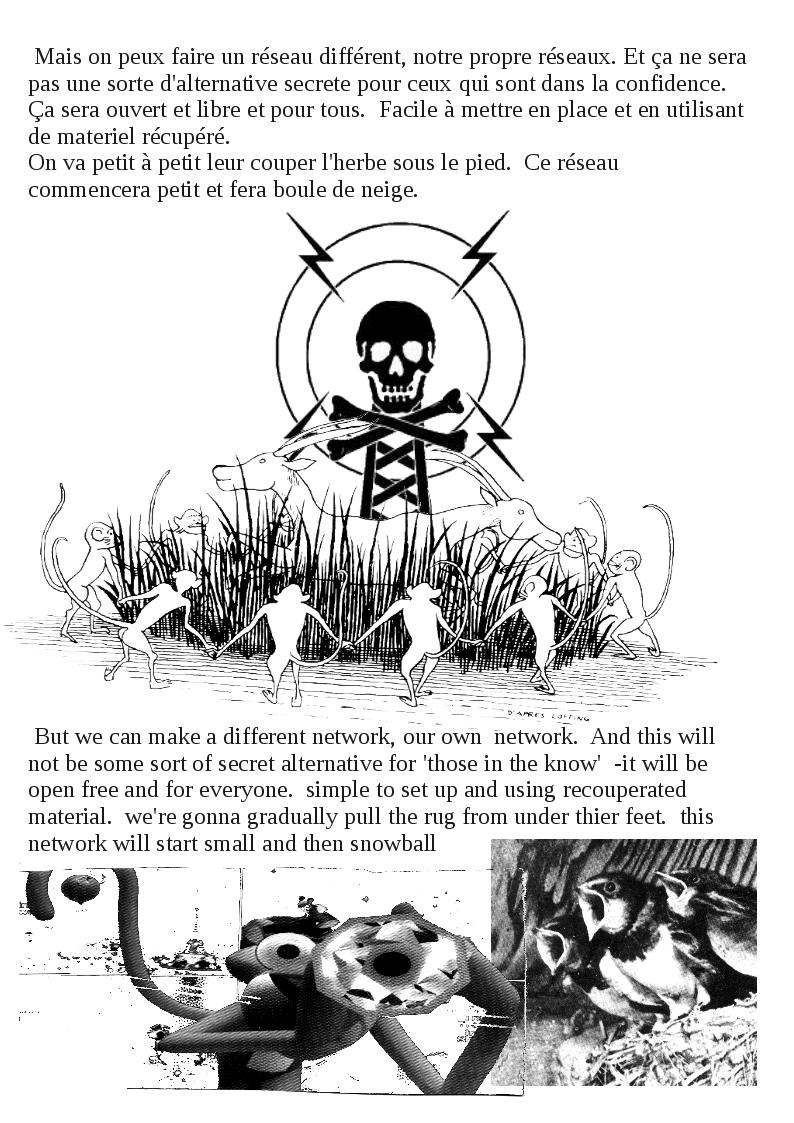 Mais on peux faire un réseau différent, notre propre réseaux. Et ça ne sera
pas une sorte d'alternative secrete pour ceux qui sont dans la confidence.
Ça sera ouvert et libre et pour tous.  Facile à mettre en place et en utilisant
de materiel récupéré.
On va petit à petit leur couper l'herbe sous le pied.  Ce réseau
commencera petit et fera boule de neige.
D'APRES LOFTING
But we can make a different network, our own  network.  And this will
not be some sort of secret alternative for 'those in the know'  -it will be
open free and for everyone.  simple to set up and using recouperated
material.  we're gonna gradually pull the rug from under thier feet.  this
network will start small and then snowball